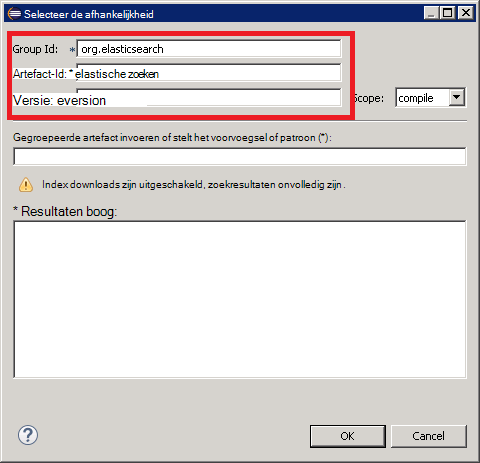 Selecteer de afhankelijkheid
Group Id: * org.elasticsearch
Artefact-Id: * elastische zoeken
Versie: eversion
Scope: compile
Gegroepeerde artefact invoeren of stelt het voorvoegsel of patroon (*):
Index downloads zijn uitgeschakeld, zoekresultaten onvolledig zijn.
* Resultaten boog:
?
OK
Cancel